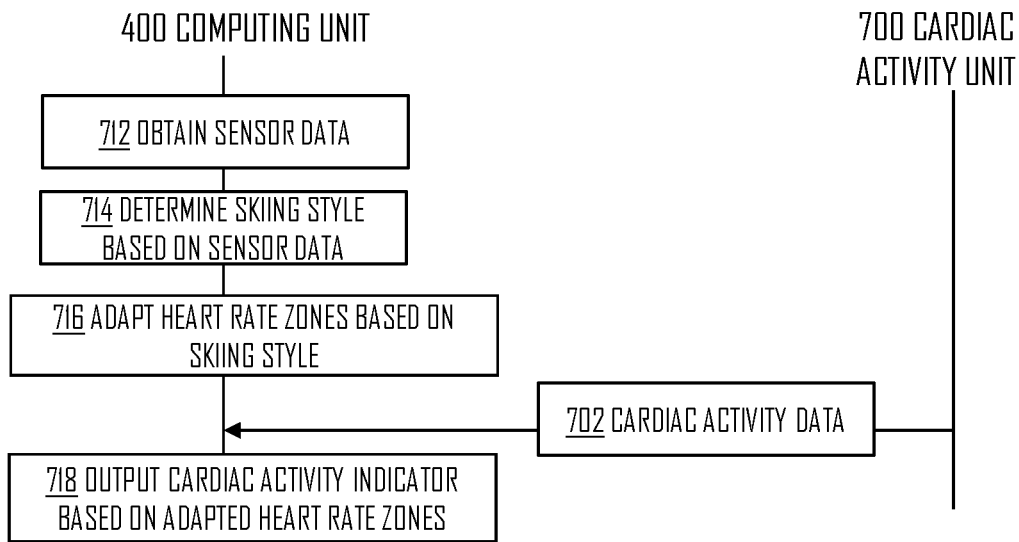 400 COMPUTING UNIT
700 CARDIAC
ACTIVITY UNIT
712 OBTAIN SENSOR DATA
714 DETERMINE SKIING STYLE
BASED ON SENSOR DATA
716 ADAPT HEART RATE ZONES BASED ON
SKIING STYLE
702 CARDIAC ACTIVITY DATA
718 OUTPUT CARDIAC ACTIVITY INDICATOR
BASED ON ADAPTED HEART RATE ZONES